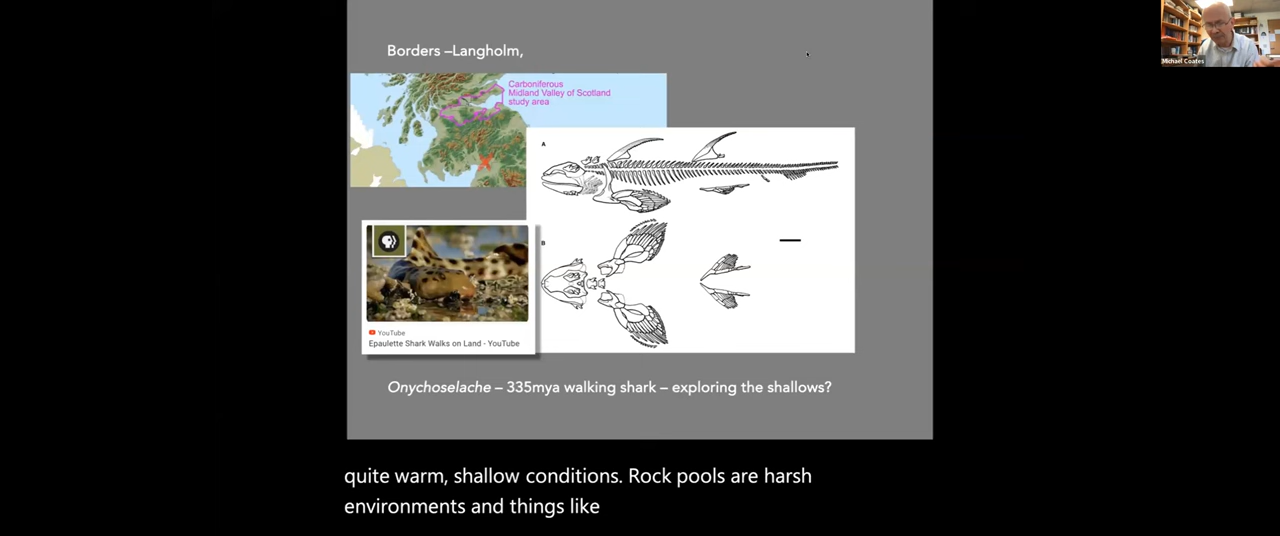 Borders –Langholm,
Carboniferous
Midland Valley of Scotland
study area
A
B
YouTube
Epaulette Shark Walks on Land - YouTube
Onychoselache – 335mya walking shark – exploring the shallows?
Michael Coates
quite warm, shallow conditions. Rock pools are harsh
environments and things like